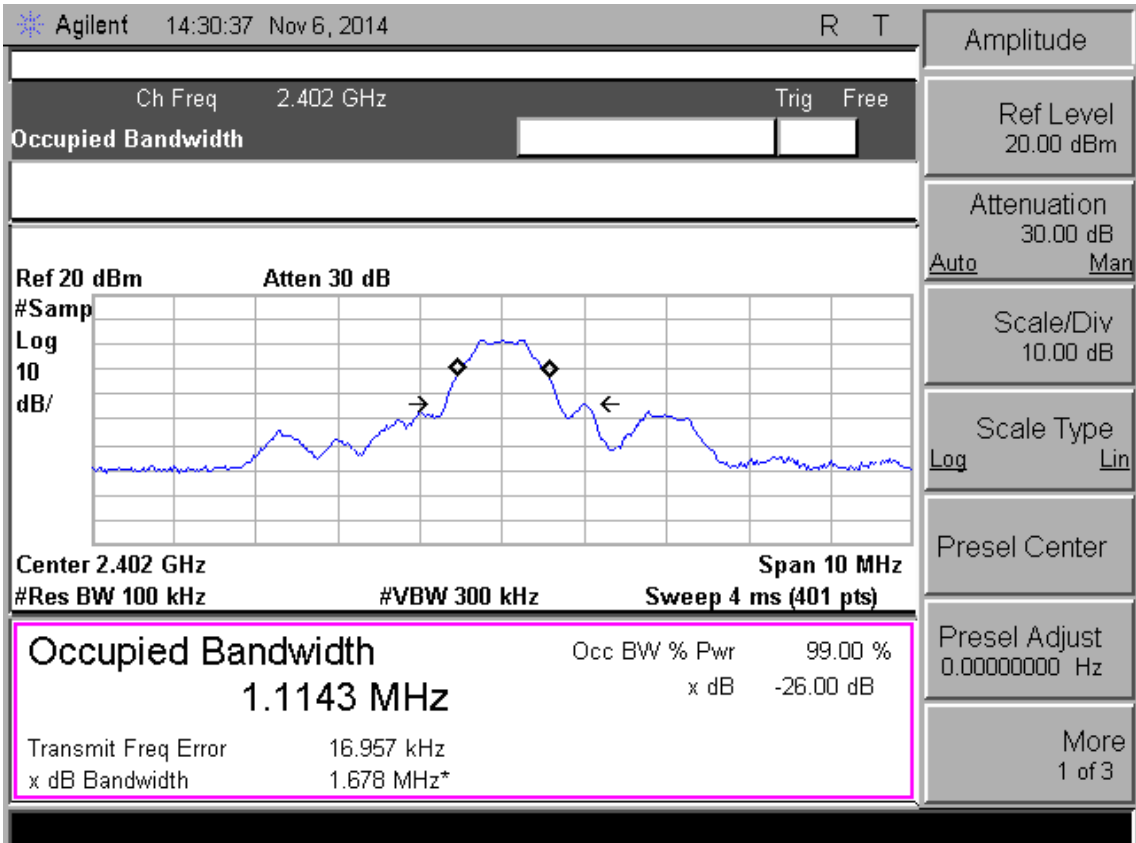 Agilent 14:30:37 Nov 6, 2014 R T
Ch Freq 2.402 GHz Trig Free
Occupied Bandwidth
Ref 20 dBm Atten 30 dB
#Samp
Log
10
dB/
Center 2.402 GHz Span 10 MHz
#Res BW 100 kHz #VBW 300 kHz Sweep 4 ms (401 pts)
Occupied Bandwidth Occ BW % Pwr 99.00 %
1.1143 MHz x dB -26.00 dB
Transmit Freq Error 16.957 kHz
x dB Bandwidth 1.678 MHz*
Amplitude
Ref Level
20.00 dBm
Attenuation
30.00 dB
Auto Man
Scale/Div
10.00 dB
Scale Type
Log Lin
Presel Center
Presel Adjust
0.00000000 Hz
More
1 of 3